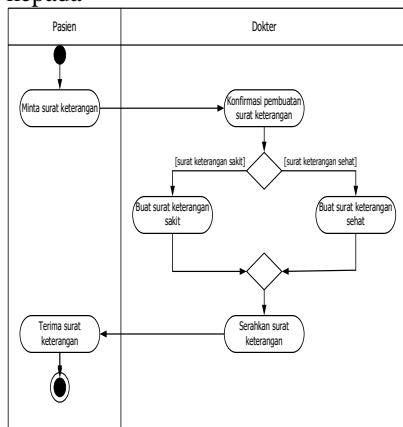 kepada
Pasien
Dokter
Minta surat keterangan
Konfirmasi pembuatan
surat keterangan
[surat keterangan sakit]
[surat keterangan sehat]
Buat surat keterangan
sakit
Buat surat keterangan
sehat
Terima surat
keterangan
Serahkan surat
keterangan